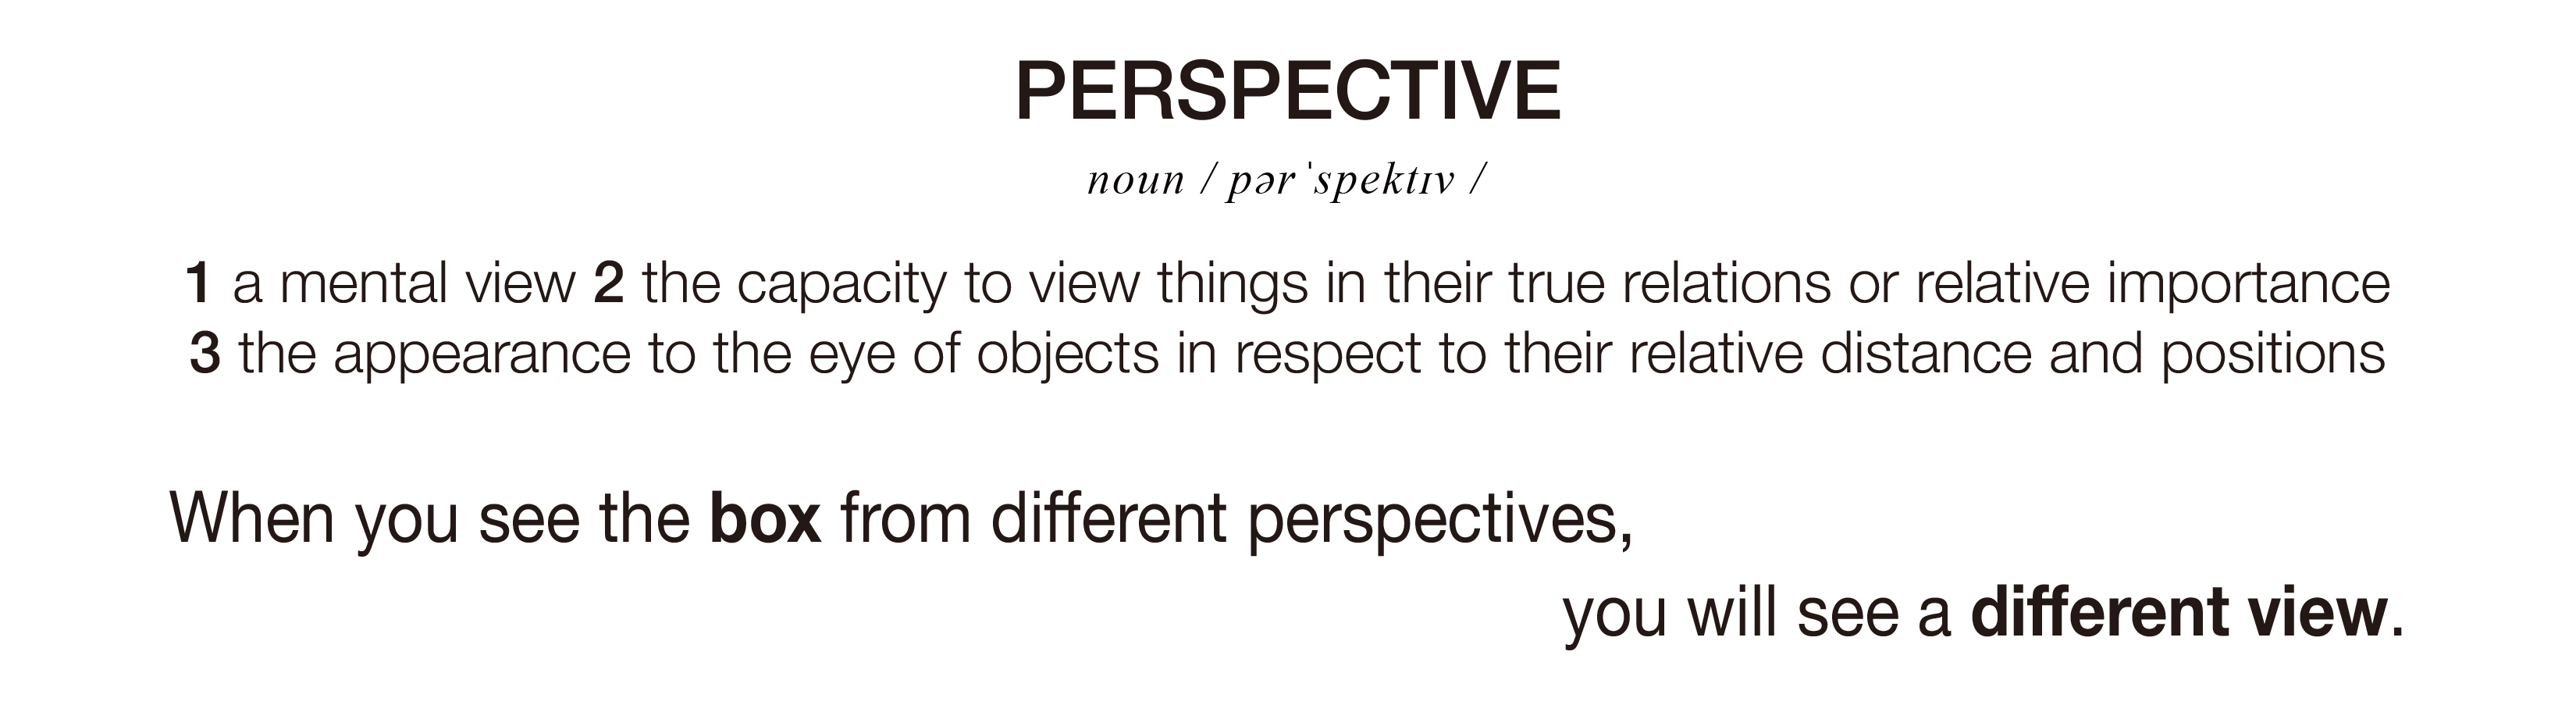 PERSPECTIVE
noun / pər ˈspektɪv /
1 a mental view 2 the capacity to view things in their true relations or relative importance
3 the appearance to the eye of objects in respect to their relative distance and positions
When you see the box from different perspectives,
you will see a different view.